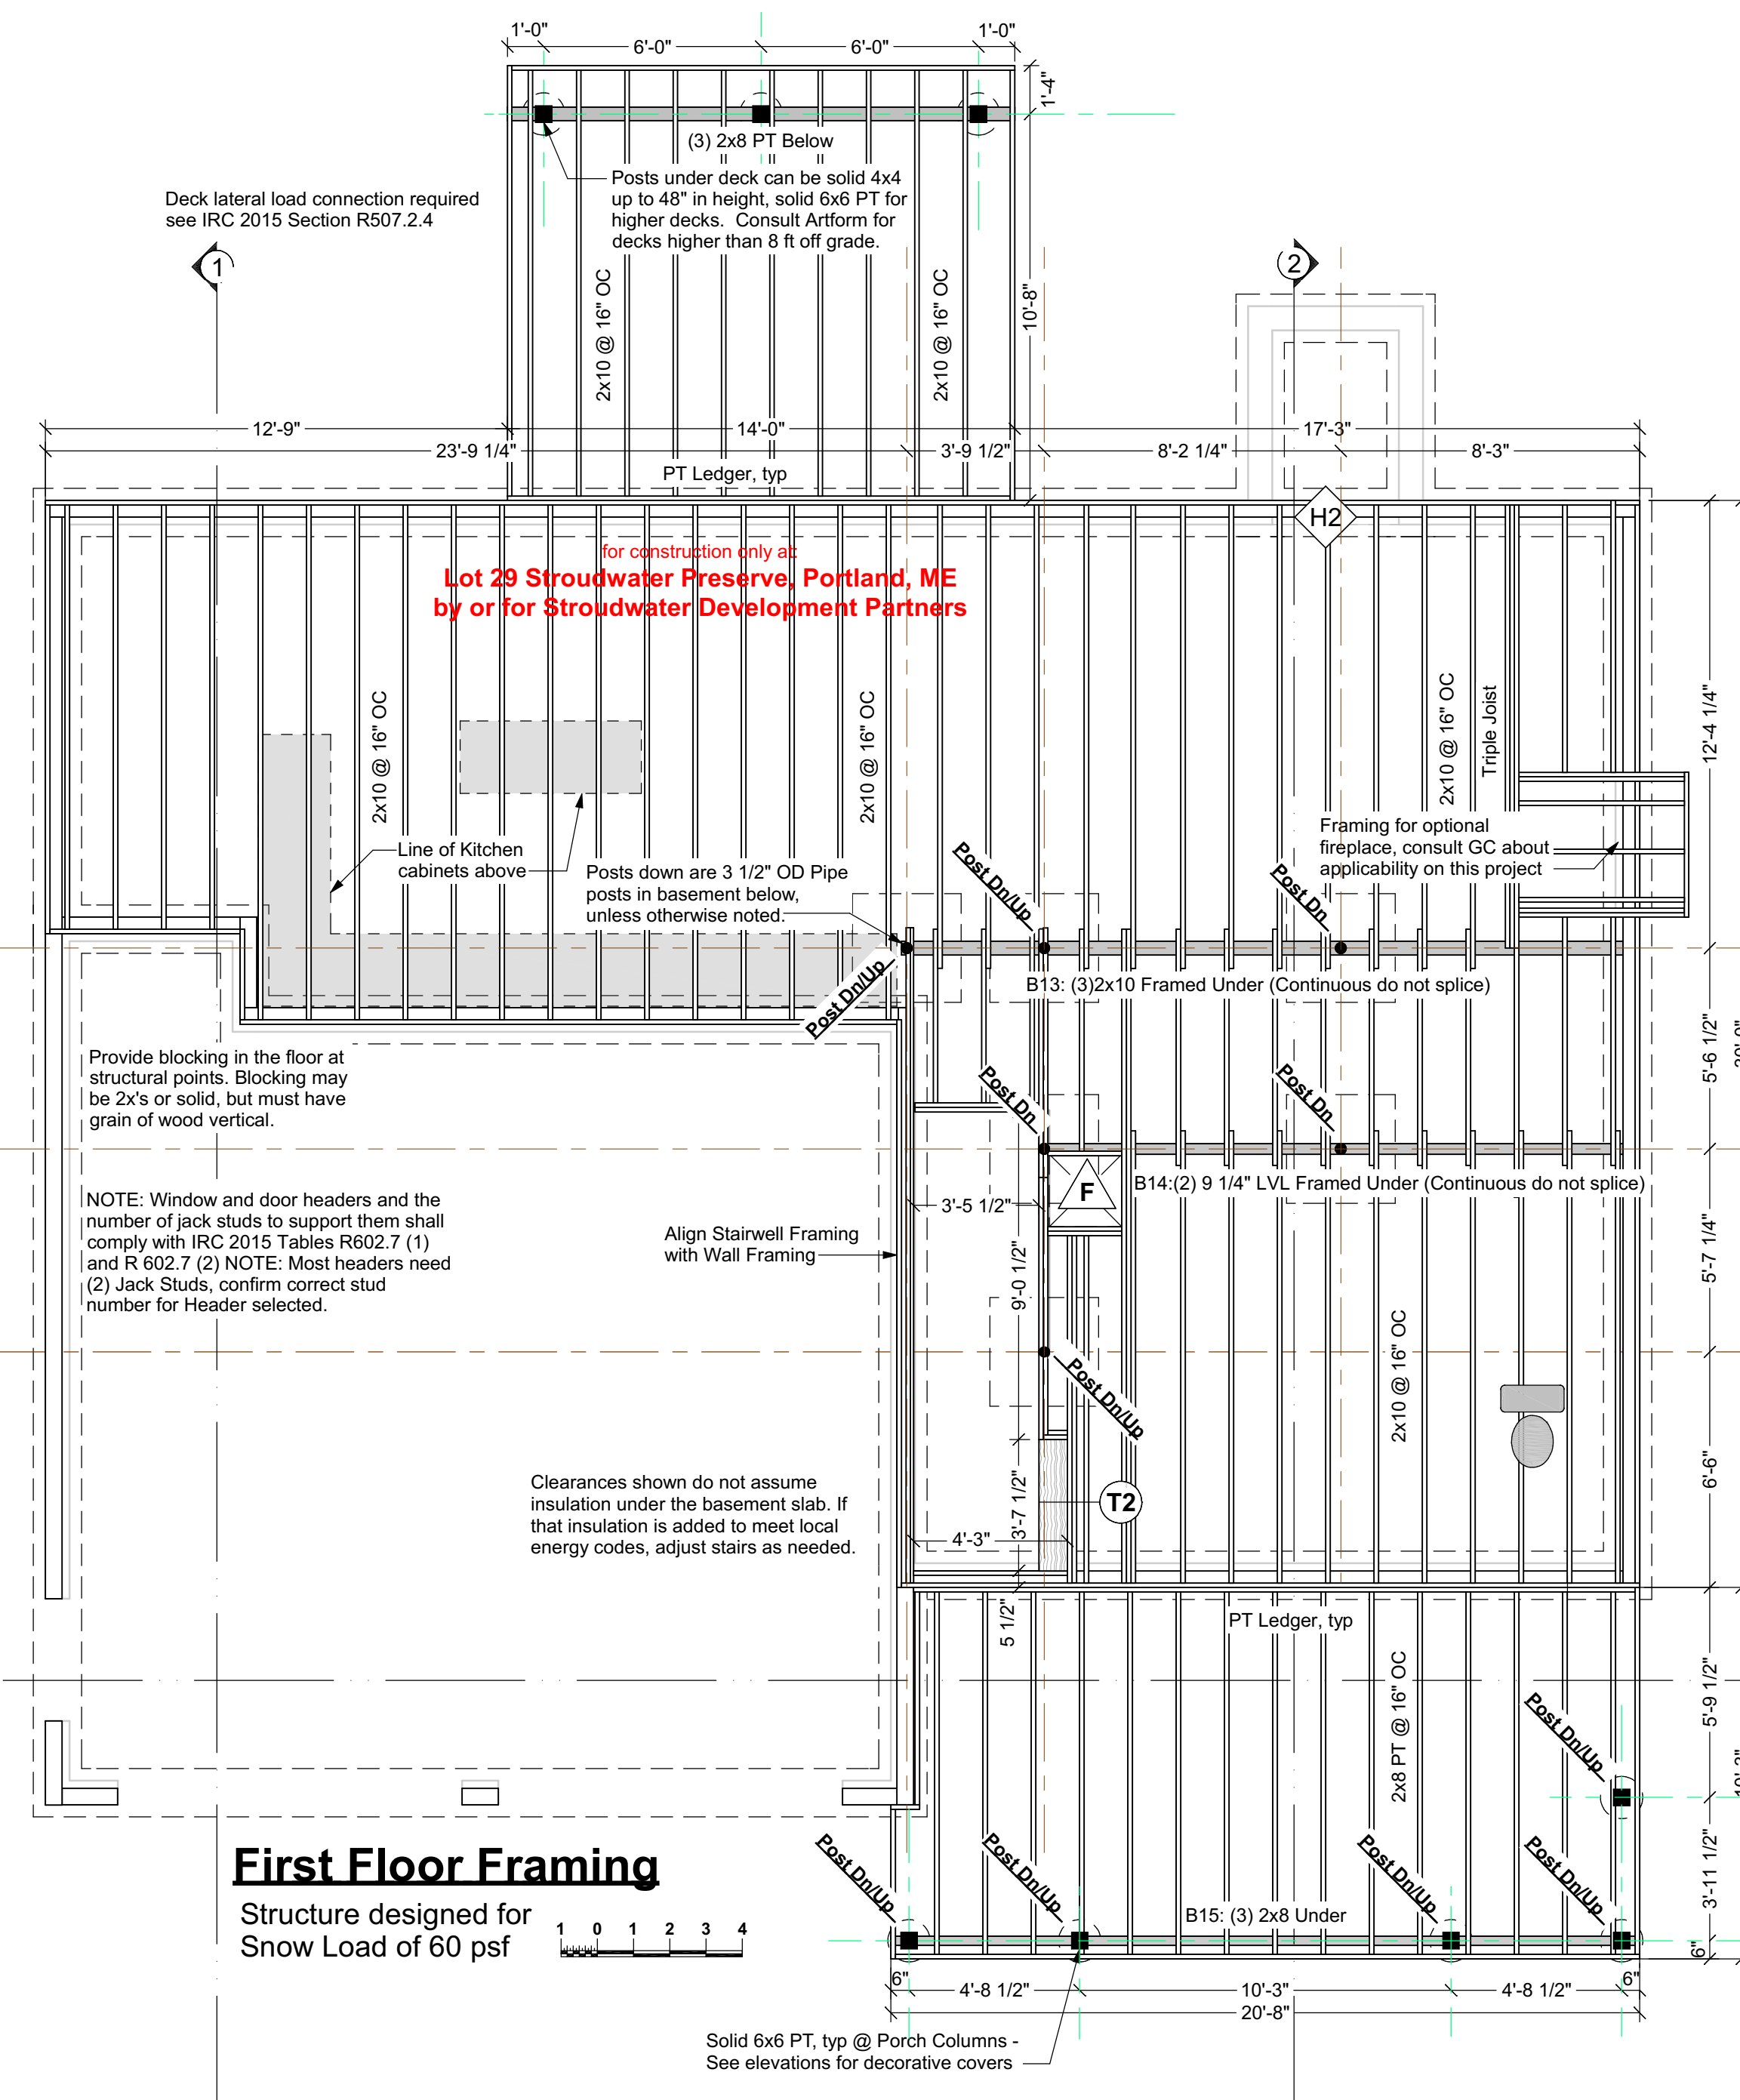 1'-0"
6'-0"
6'-0"
1'-0"
1'-4"
(3) 2x8 PT Below
Posts under deck can be solid 4x4
up to 48" in height, solid 6x6 PT for
higher decks.  Consult Artform for
decks higher than 8 ft off grade.
Deck lateral load connection required
see IRC 2015 Section R507.2.4
1
2
2x10 @ 16" OC
2x10 @ 16" OC
10'-8"
12'-9"
14'-0"
17'-3"
23'-9 1/4"
3'-9 1/2"
8'-2 1/4"
8'-3"
PT Ledger, typ
H2
for construction only at:
Lot 29 Stroudwater Preserve, Portland, ME
by or for Stroudwater Development Partners
2x10 @ 16" OC
2x10 @ 16" OC
2x10 @ 16" OC
Triple Joist
12'-4 1/4"
Line of Kitchen
cabinets above
Posts down are 3 1/2" OD Pipe
posts in basement below,
unless otherwise noted.
Post Dn/Up
Post Dn
Framing for optional
fireplace, consult GC about
applicability on this project
Post Dn/Up
B13: (3)2x10 Framed Under (Continuous do not splice)
Provide blocking in the floor at
structural points. Blocking may
be 2x's or solid, but must have
grain of wood vertical.
Post Dn
Post Dn
5'-6 1/2"
NOTE: Window and door headers and the
number of jack studs to support them shall
comply with IRC 2015 Tables R602.7 (1)
and R 602.7 (2) NOTE: Most headers need
(2) Jack Studs, confirm correct stud
number for Header selected.
F
B14:(2) 9 1/4" LVL Framed Under (Continuous do not splice)
3'-5 1/2"
Align Stairwell Framing
with Wall Framing
9'-0 1/2"
5'-7 1/4"
2x10 @ 16" OC
Post Dn/Up
Clearances shown do not assume
insulation under the basement slab. If
that insulation is added to meet local
energy codes, adjust stairs as needed.
3'-7 1/2"
T2
4'-3"
6'-6"
5 1/2"
PT Ledger, typ
2x8 PT @ 16" OC
5'-9 1/2"
Post Dn/Up
First Floor Framing
Structure designed for
Snow Load of 60 psf
1 0 1 2 3 4
Post Dn/Up
Post Dn/Up
Post Dn/Up
Post Dn/Up
B15: (3) 2x8 Under
3'-11 1/2"
6"
6"
4'-8 1/2"
10'-3"
4'-8 1/2"
6"
20'-8"
Solid 6x6 PT, typ @ Porch Columns -
See elevations for decorative covers